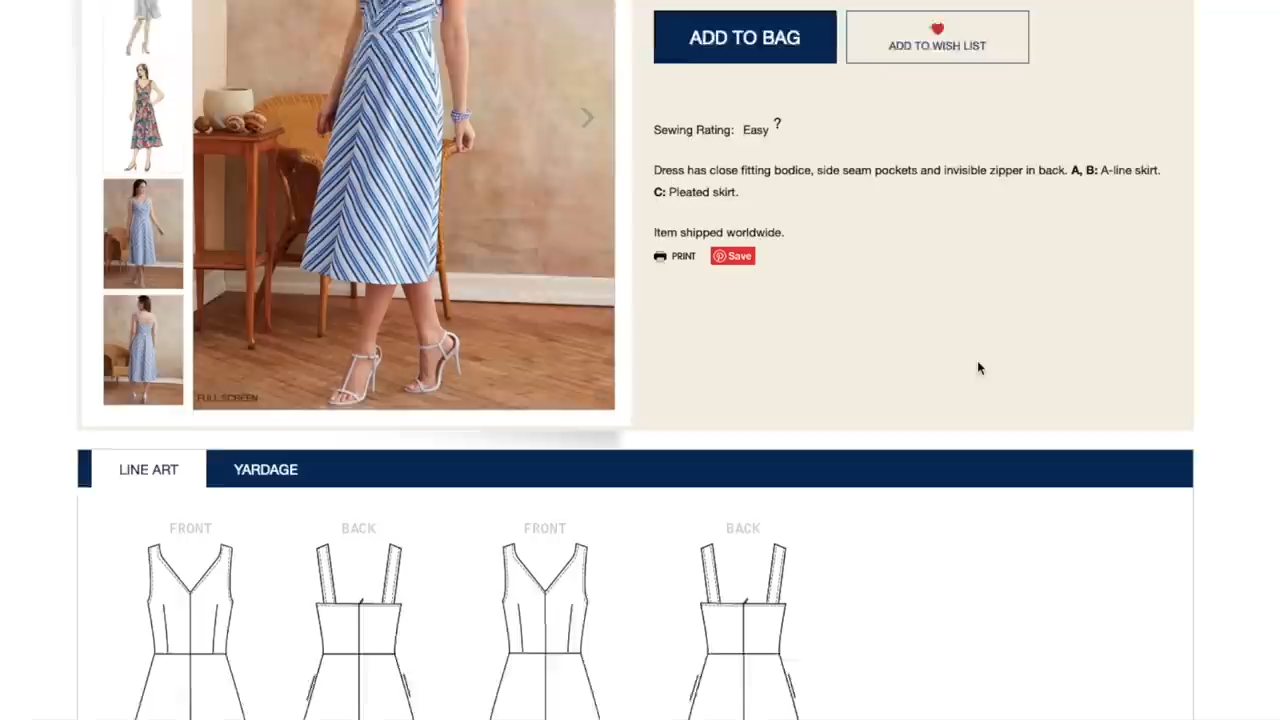 ADD TO BAG
ADD TO WISH LIST
Sewing Rating: Easy ?
Dress has close fitting bodice, side seam pockets and invisible zipper in back. A, B: A-line skirt.
C: Pleated skirt.
Item shipped worldwide.
PRINT Save
FULL SCREEN
LINE ART YARDAGE
FRONT BACK FRONT BACK